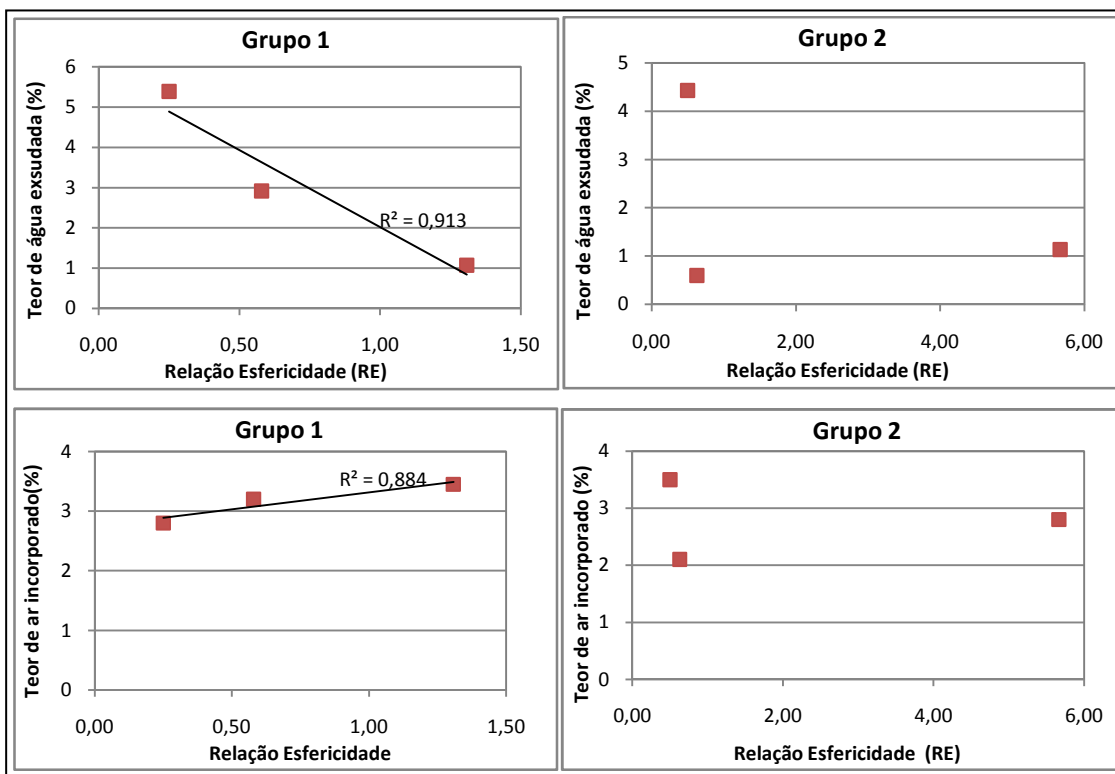 Grupo 1
Teor de água exsudada (%)
6
5
4
3
2
1
0
R² = 0,913
0,00 0,50 1,00 1,50
Relação Esfericidade (RE)
Grupo 2
Teor de água exsudada (%)
5
4
3
2
1
0
0,00 2,00 4,00 6,00
Relação Esfericidade (RE)
Grupo 1
Teor de ar incorporado(%)
4
3
2
1
0
R² = 0,884
0,00 0,50 1,00 1,50
Relação Esfericidade
Grupo 2
Teor de ar incorporado (%)
4
3
2
1
0
0,00 2,00 4,00 6,00
Relação Esfericidade (RE)